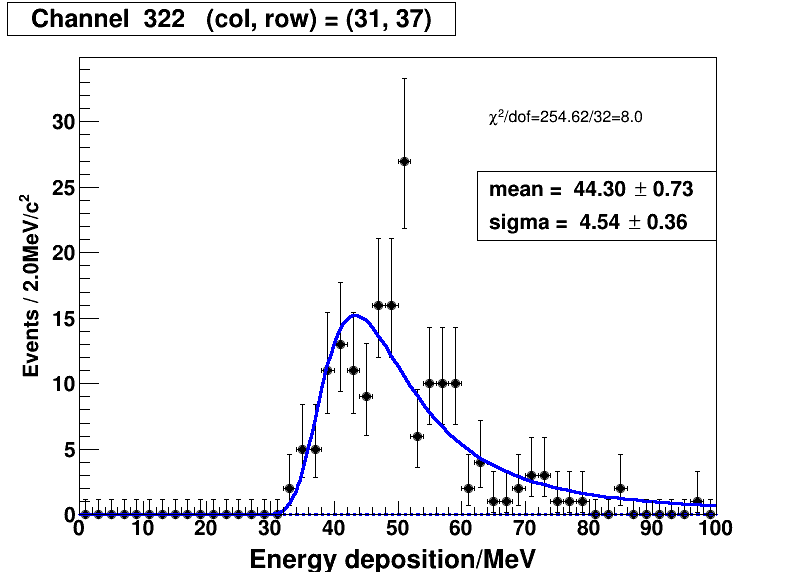 Channel 322 (col, row) = (31, 37)
χ²/dof=254.62/32=8.0
mean = 44.30 ± 0.73
sigma = 4.54 ± 0.36
Events / 2.0MeV/c²
30
25
20
15
10
5
0
0 10 20 30 40 50 60 70 80 90 100
Energy deposition/MeV